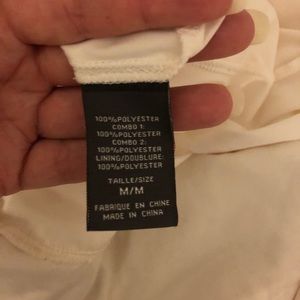 100%POLYESTER
COMBO 1:
100%POLYESTER
COMBO 2:
100%POLYESTER
LINING/DOUBLURE:
100%POLYESTER
TAILLE/SIZE
M/M
FABRIQUE EN CHINE
MADE IN CHINA